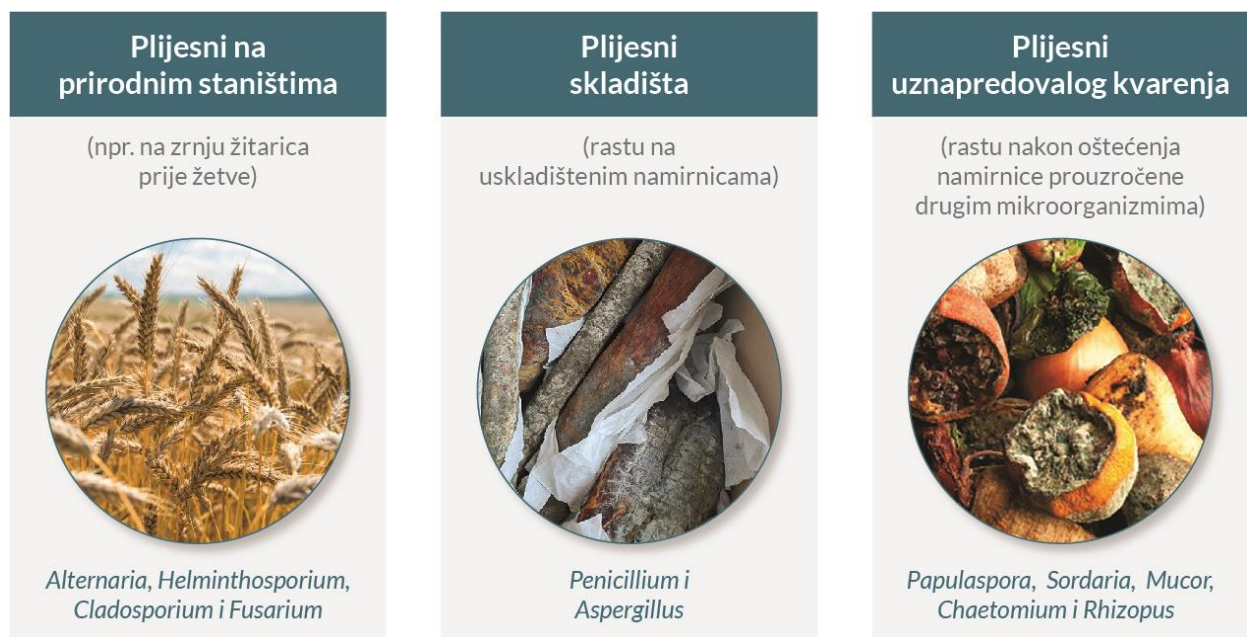 Plijesni na
prirodnim staništima
(npr. na zrnju žitarica
prije žetve)
Alternaria, Helminthosporium,
Cladosporium i Fusarium
Plijesni
skladišta
(rastu na
uskladištenim namirnicama)
Penicillium i
Aspergillus
Plijesni
uznapredovalog kvarenja
(rastu nakon oštećenja
namirnice prouzročene
drugim mikroorganizmima)
Papulaspora, Sordaria, Mucor,
Chaetomium i Rhizopus